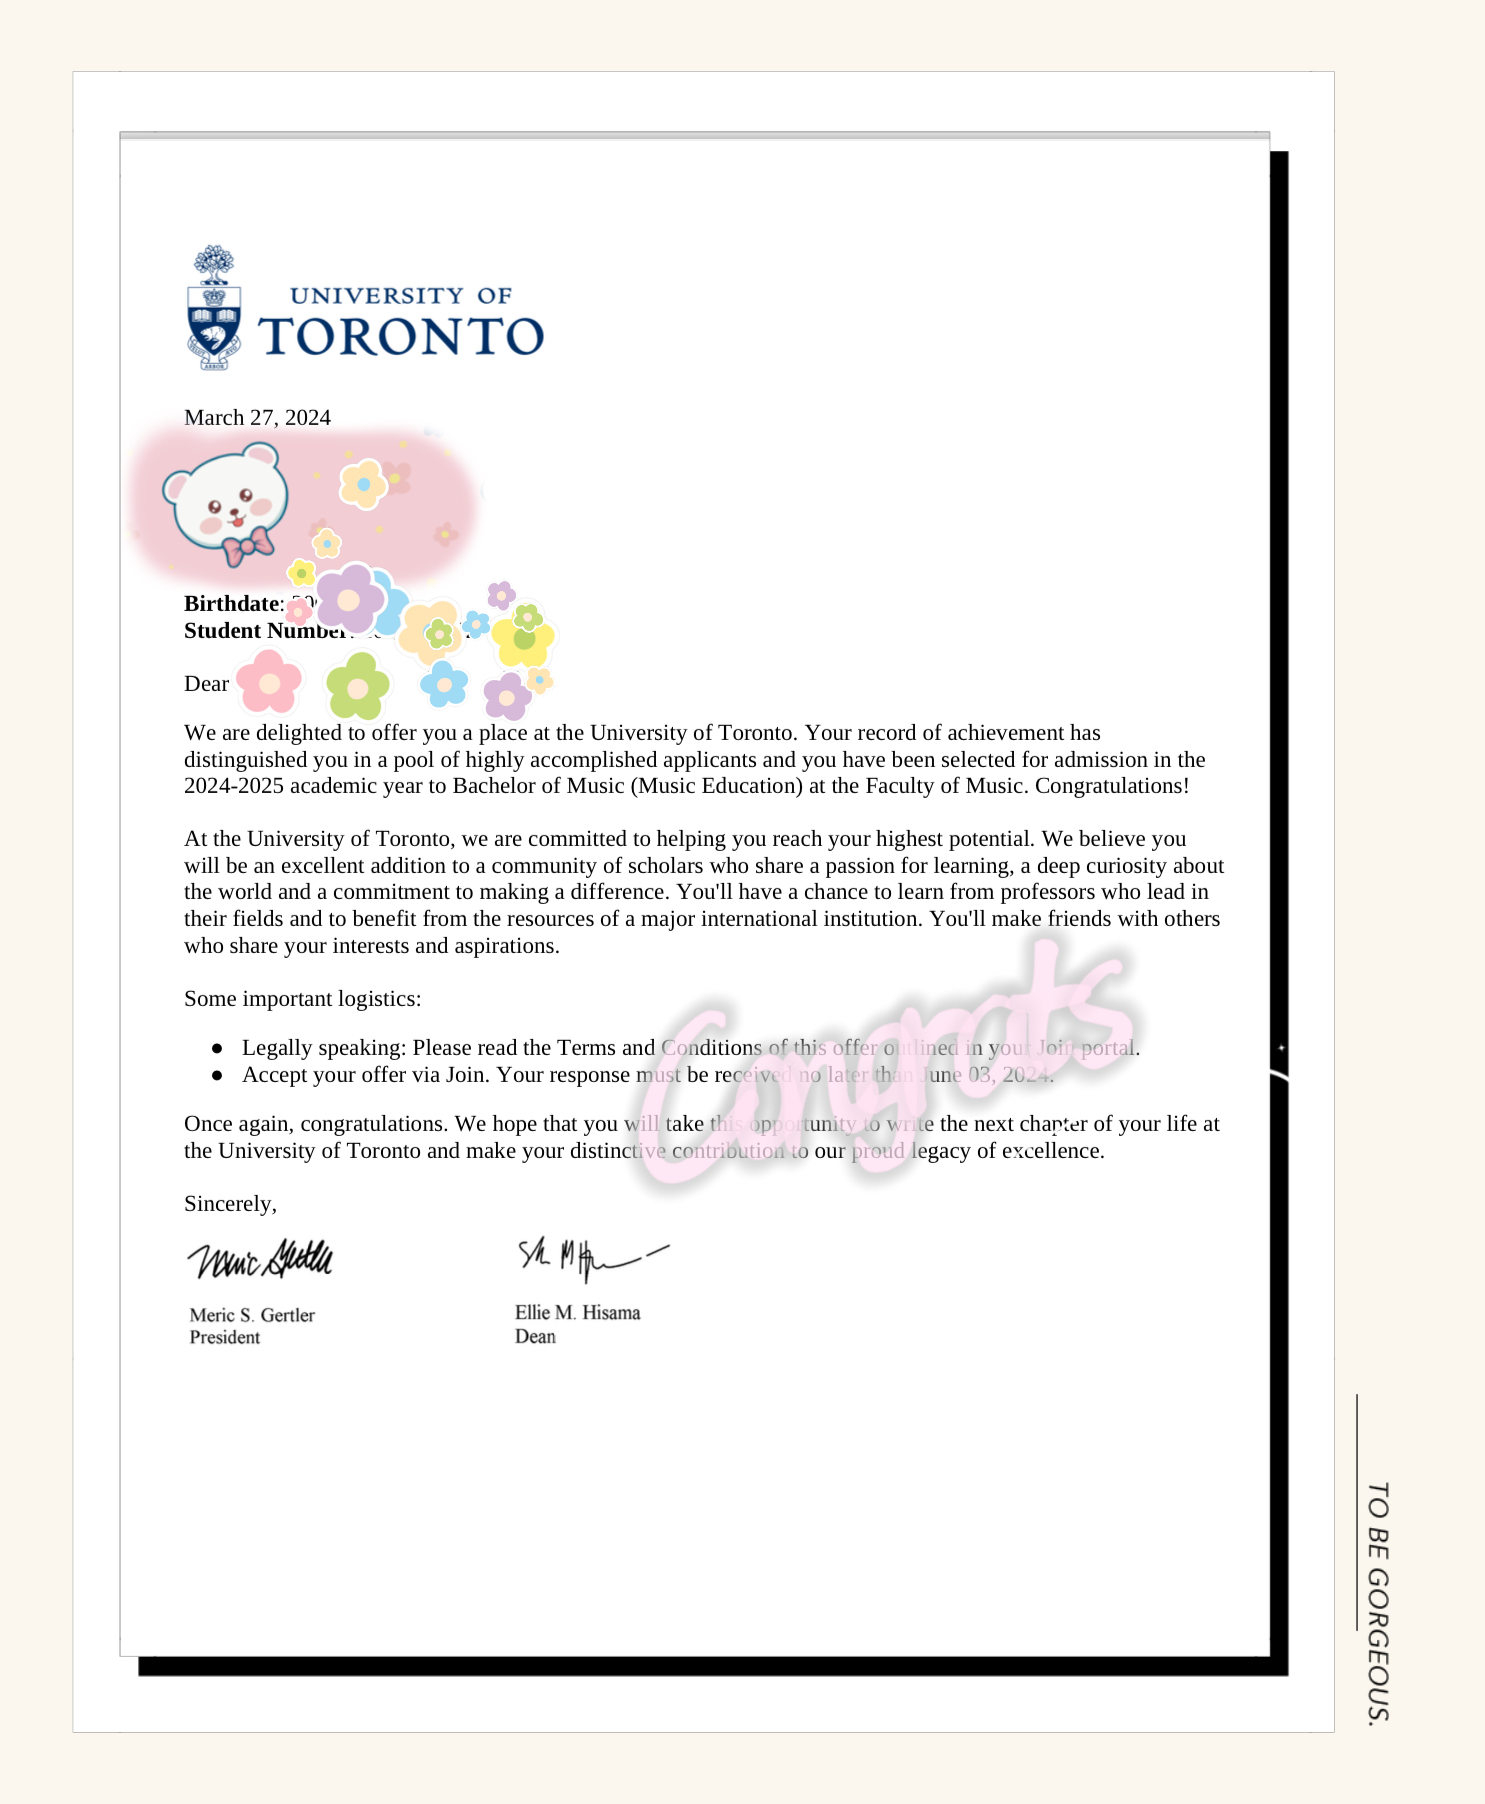 UNIVERSITY OF
TORONTO
ARBOR
March 27, 2024
Birthdate:
Student Number:
Dear
We are delighted to offer you a place at the University of Toronto. Your record of achievement has
distinguished you in a pool of highly accomplished applicants and you have been selected for admission in the
2024-2025 academic year to Bachelor of Music (Music Education) at the Faculty of Music. Congratulations!
At the University of Toronto, we are committed to helping you reach your highest potential. We believe you
will be an excellent addition to a community of scholars who share a passion for learning, a deep curiosity about
the world and a commitment to making a difference. You'll have a chance to learn from professors who lead in
their fields and to benefit from the resources of a major international institution. You'll make friends with others
who share your interests and aspirations.
Some important logistics:
● Legally speaking: Please read the Terms and Conditions of this offer outlined in your Join portal.
● Accept your offer via Join. Your response must be received no later than June 03, 2024.
Congrats
Once again, congratulations. We hope that you will take this opportunity to write the next chapter of your life at
the University of Toronto and make your distinctive contribution to our proud legacy of excellence.
Sincerely,
Meric Gertler
Meric S. Gertler
President
Ellie M. Hisama
Dean
TO BE GORGEOUS.